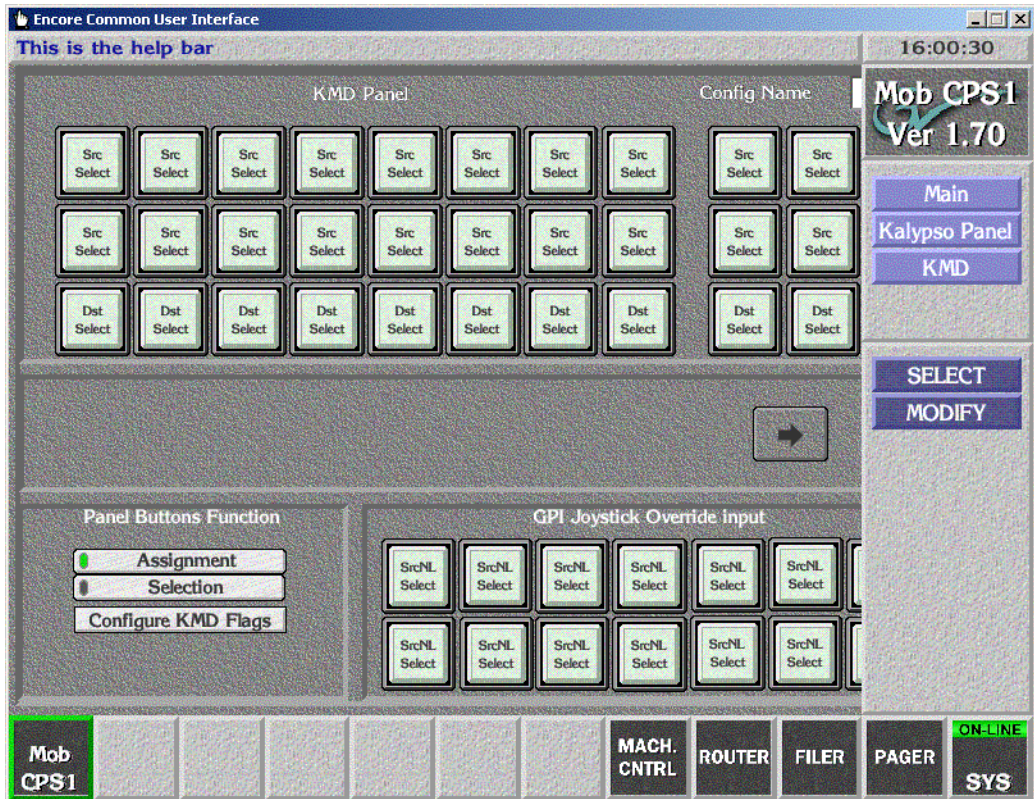 Encore Common User Interface
This is the help bar
16:00:30
KMD Panel
Config Name
Mob CPS1
Ver 1.70
Src Select Src Select Src Select Src Select Src Select Src Select Src Select Src Select Src Select Src Select
Src Select Src Select Src Select Src Select Src Select Src Select Src Select Src Select Src Select Src Select
Dst Select Dst Select Dst Select Dst Select Dst Select Dst Select Dst Select Dst Select Dst Select Dst Select
Main
Kalypso Panel
KMD
SELECT
MODIFY
Panel Buttons Function
Assignment
Selection
Configure KMD Flags
GPI Joystick Override input
SrcNL Select SrcNL Select SrcNL Select SrcNL Select SrcNL Select SrcNL Select
SrcNL Select SrcNL Select SrcNL Select SrcNL Select SrcNL Select SrcNL Select
Mob
CPS1
MACH.
CNTRL
ROUTER
FILER
PAGER
ON-LINE
SYS